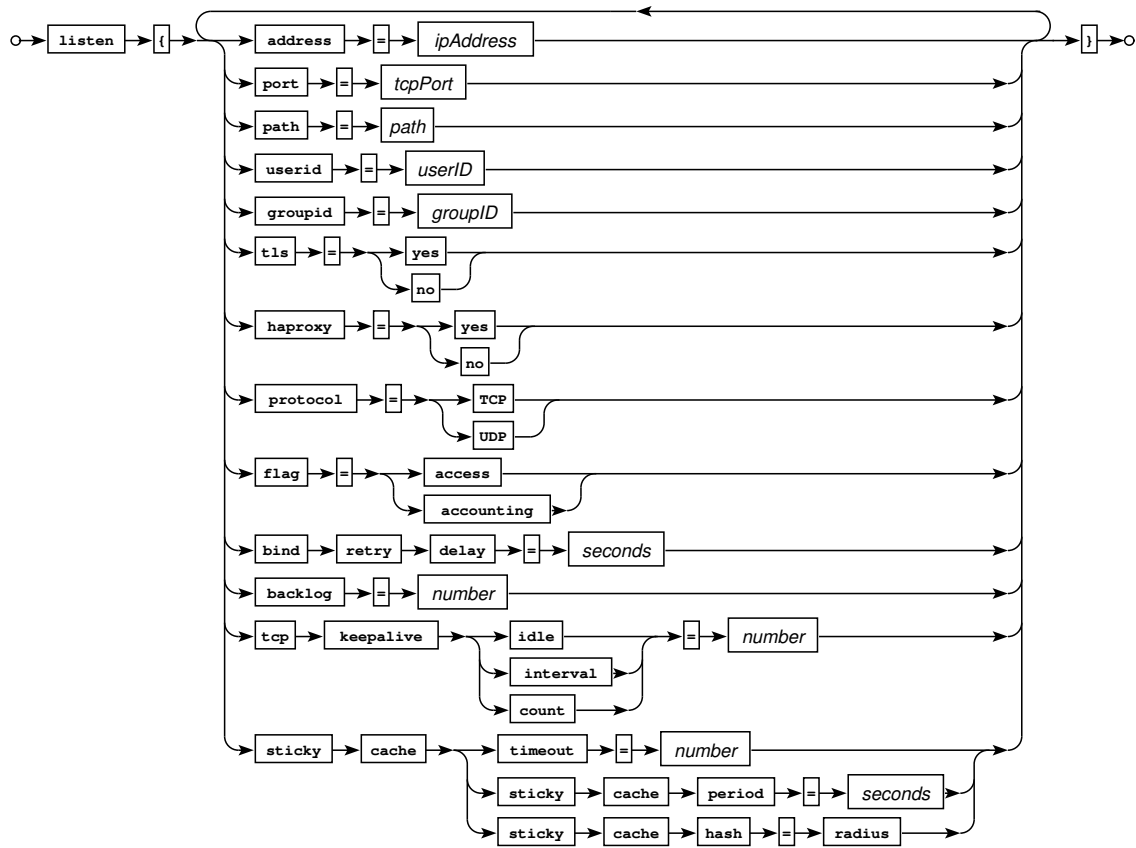 listen { address = ipAddress }
port = tcpPort
path = path
userid = userID
groupid = groupID
tls = yes
no
haproxy = yes
no
protocol = TCP
UDP
flag = access
accounting
bind retry delay = seconds
backlog = number
tcp keepalive idle = number
interval
count
sticky cache timeout = number
sticky cache period = seconds
sticky cache hash = radius